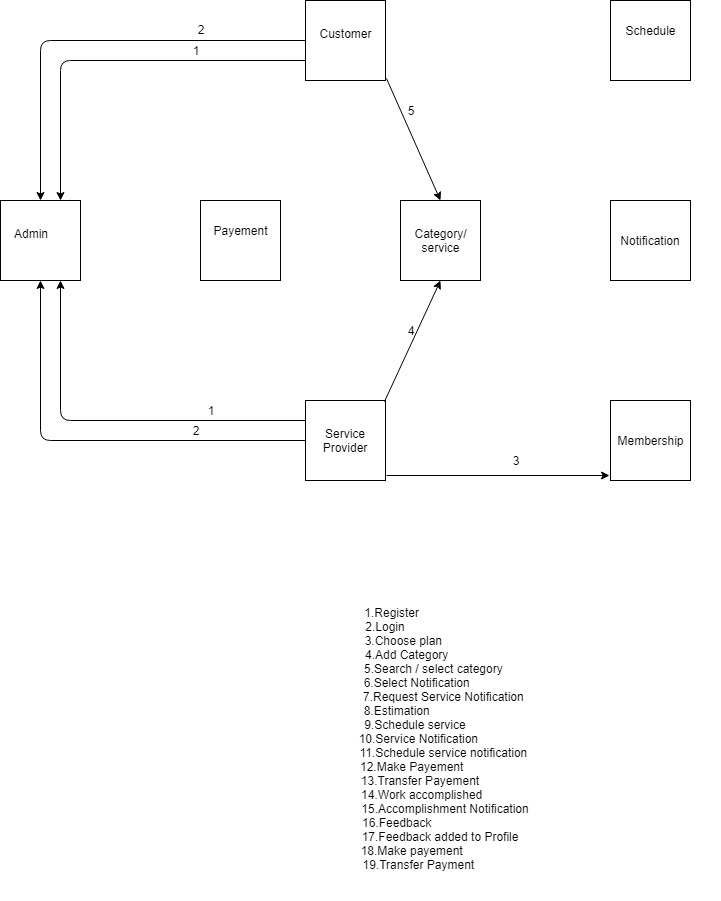 2
Customer
Schedule
1
5
Admin
Payement
Category/
service
Notification
4
1
2
Service
Provider
Membership
3
1.Register
2.Login
3.Choose plan
4.Add Category
5.Search / select category
6.Select Notification
7.Request Service Notification
8.Estimation
9.Schedule service
10.Service Notification
11.Schedule service notification
12.Make Payement
13.Transfer Payement
14.Work accomplished
15.Accomplishment Notification
16.Feedback
17.Feedback added to Profile
18.Make payement
19.Transfer Payment